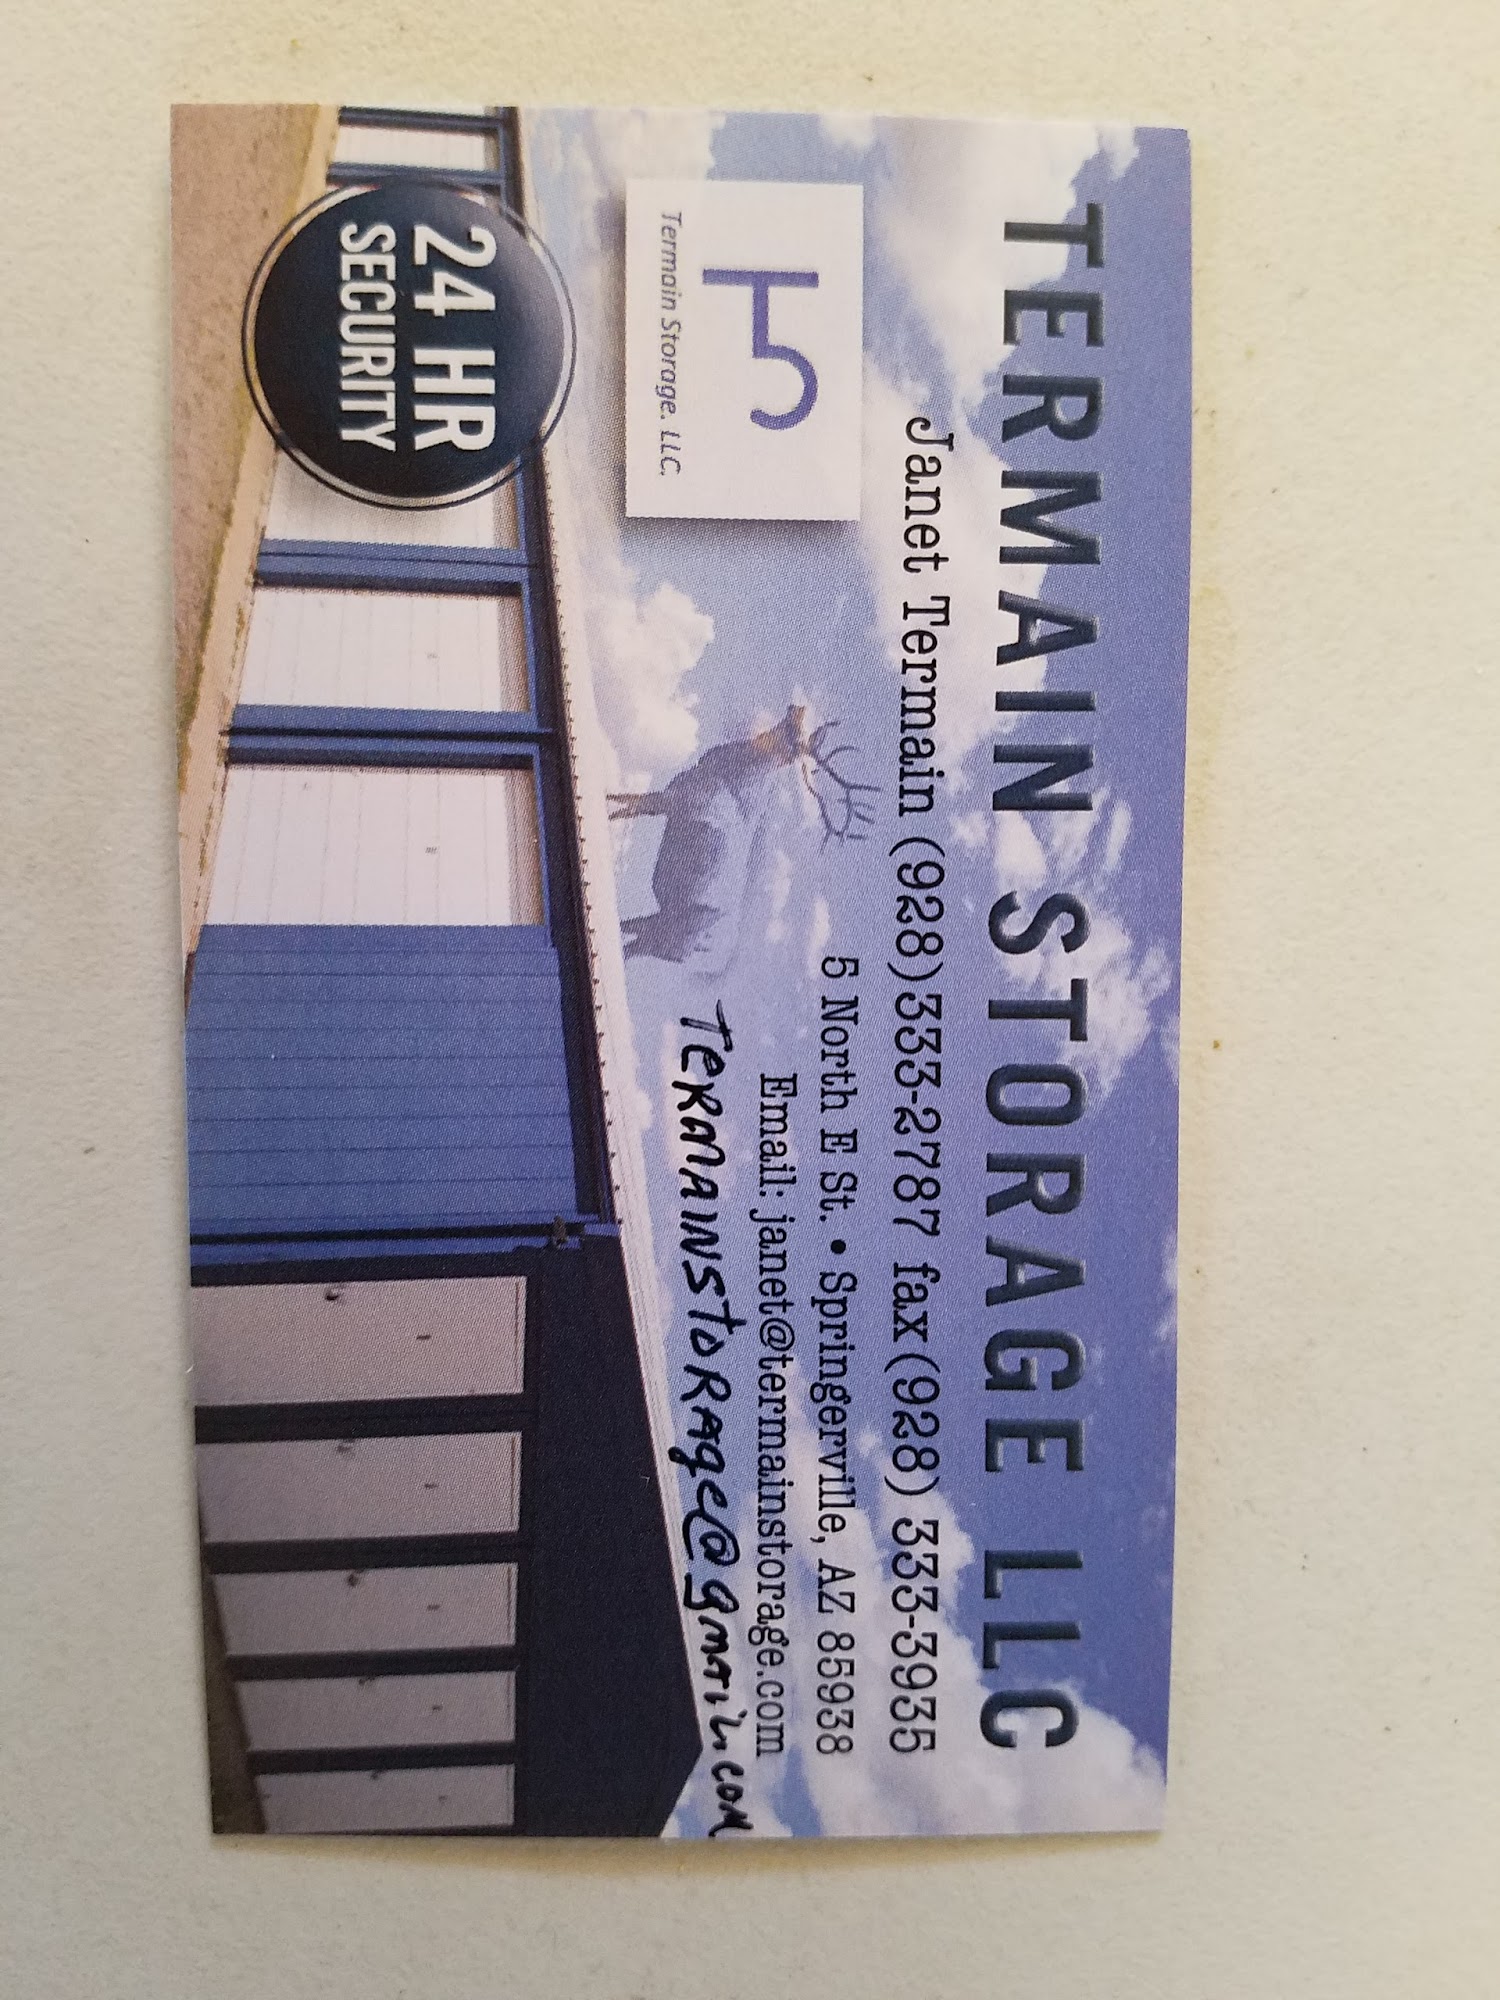 TERMAIN STORAGE LLC
Janet Termain (928)333-2787 fax(928) 333-3935
5 North E St. • Springerville, AZ 85938
Email: janet@termainstorage.com
TERMAINSTORAge@gmail.com
Termain Storage. LLC.
24 HR
SECURITY